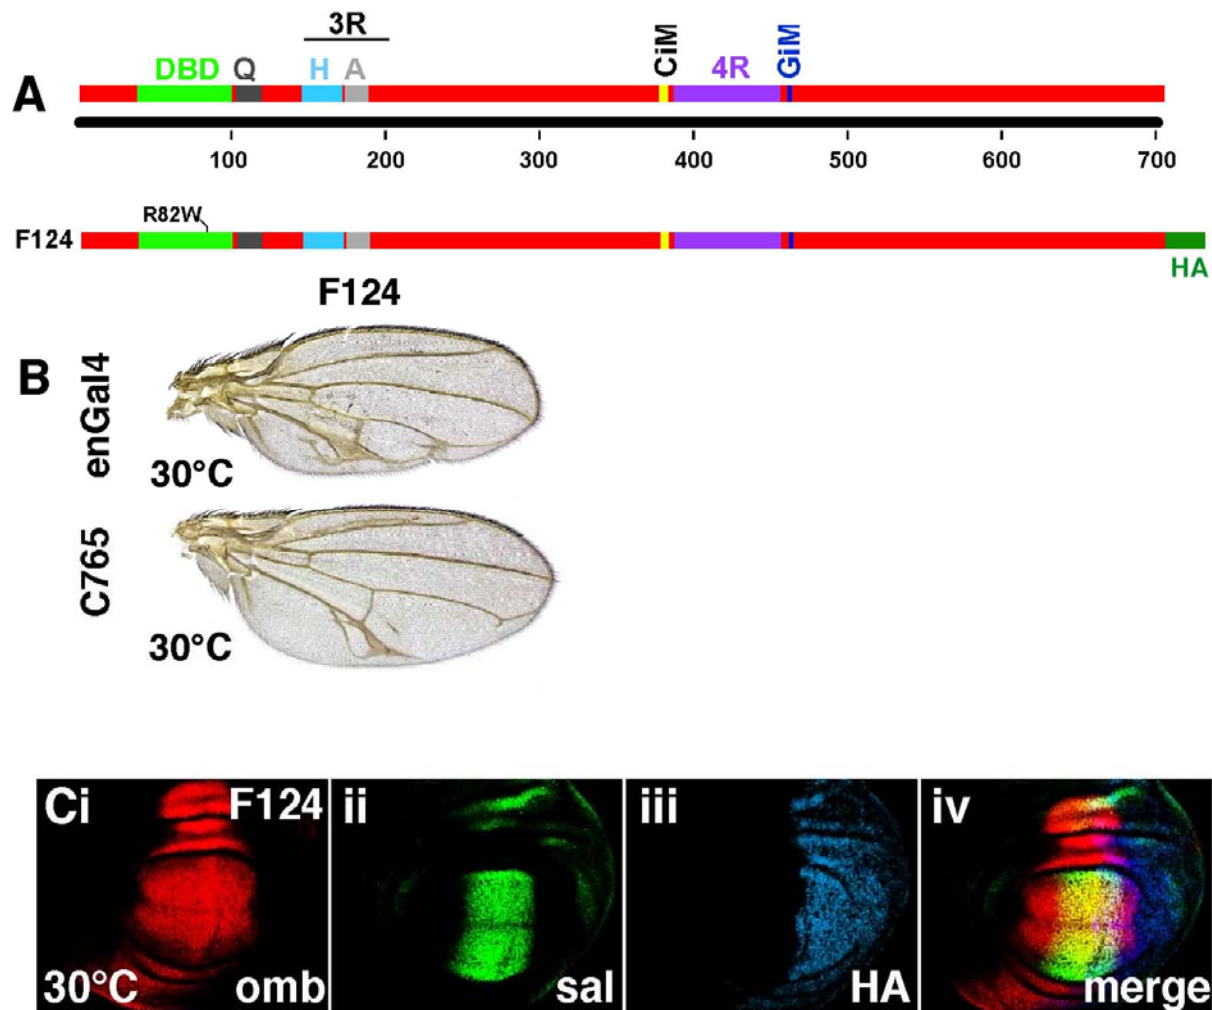 3R
DBD Q H A CiM 4R GiM
A
100 200 300 400 500 600 700
R82W
F124
HA
F124
B
enGal4
30°C
C765
30°C
Ci F124 ii iii iv
30°C omb sal HA merge